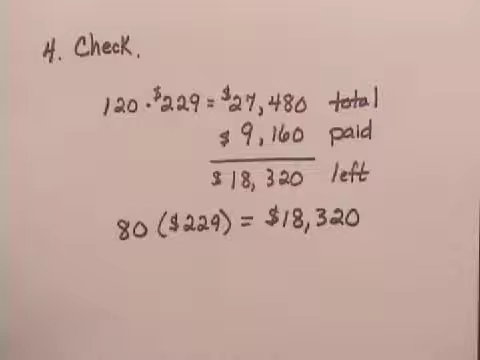 4. Check.
120 · $229 = $27,480 total
$9,160 paid
$18,320 left
80 ($229) = $18,320